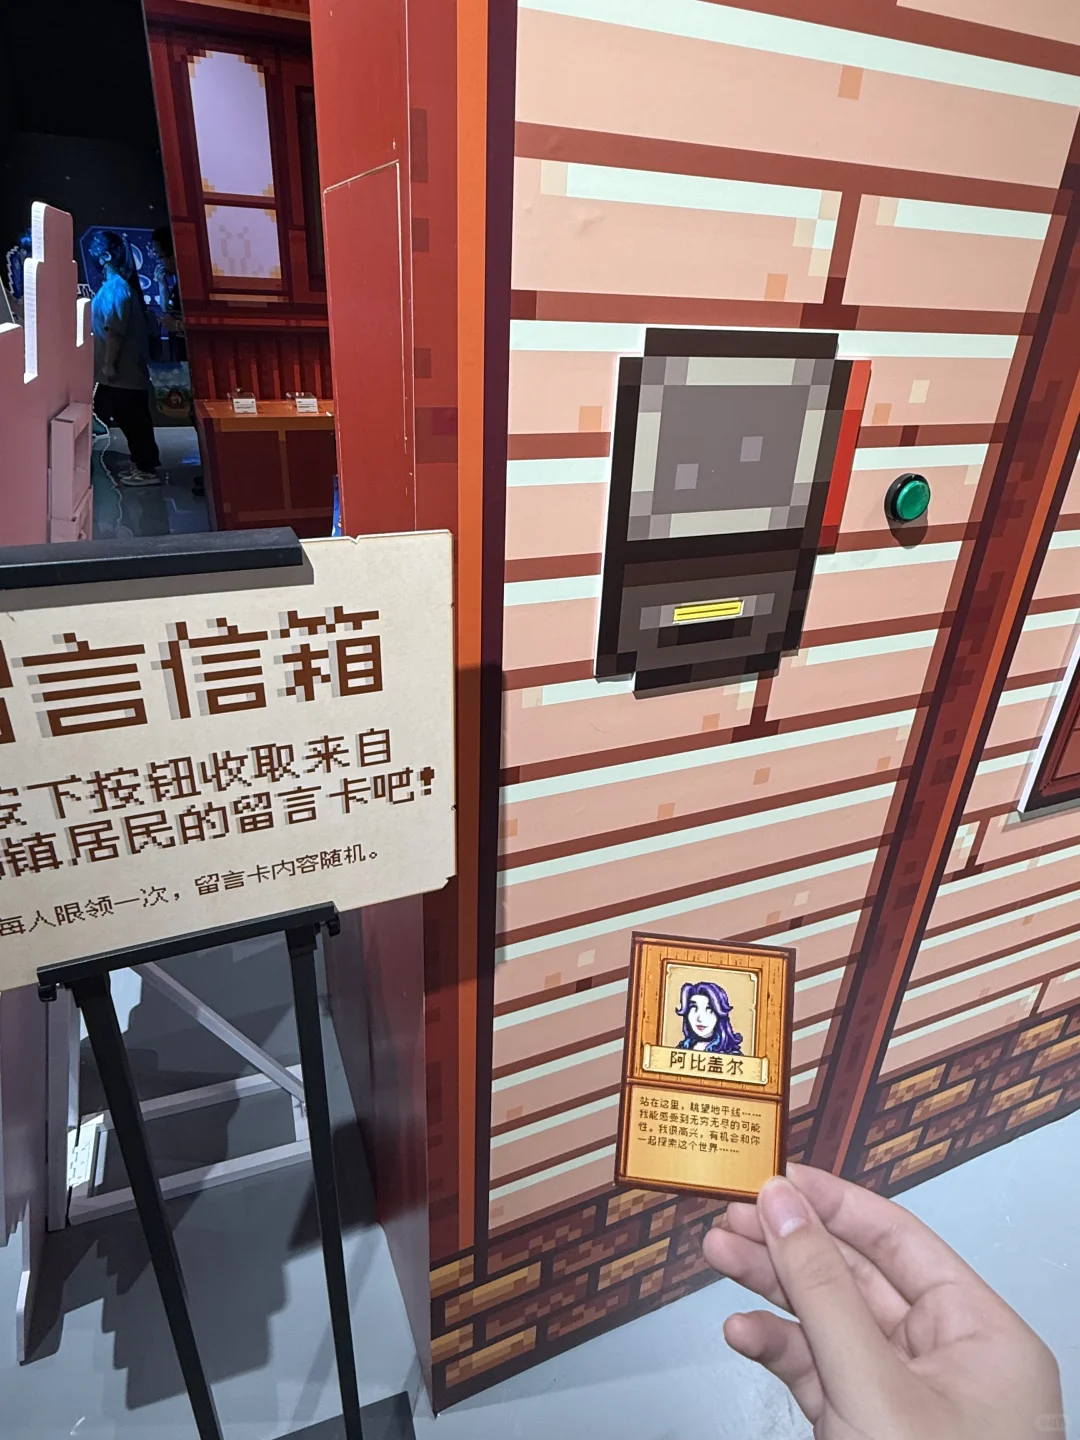 言信箱
按下按钮收取来自
镇居民的留言卡吧！
每人限领一次，留言卡内容随机。
阿比盖尔
站在这里，眺望地平线……
我能感受到无穷无尽的可能
性。我很高兴，有机会和你
一起探索这个世界……